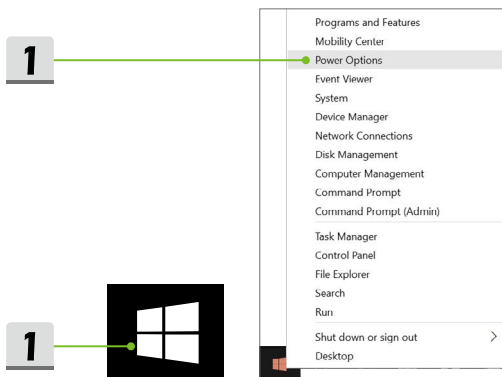 1
Programs and Features
Mobility Center
Power Options
Event Viewer
System
Device Manager
Network Connections
Disk Management
Computer Management
Command Prompt
Command Prompt (Admin)
Task Manager
Control Panel
File Explorer
Search
Run
Shut down or sign out
Desktop
1